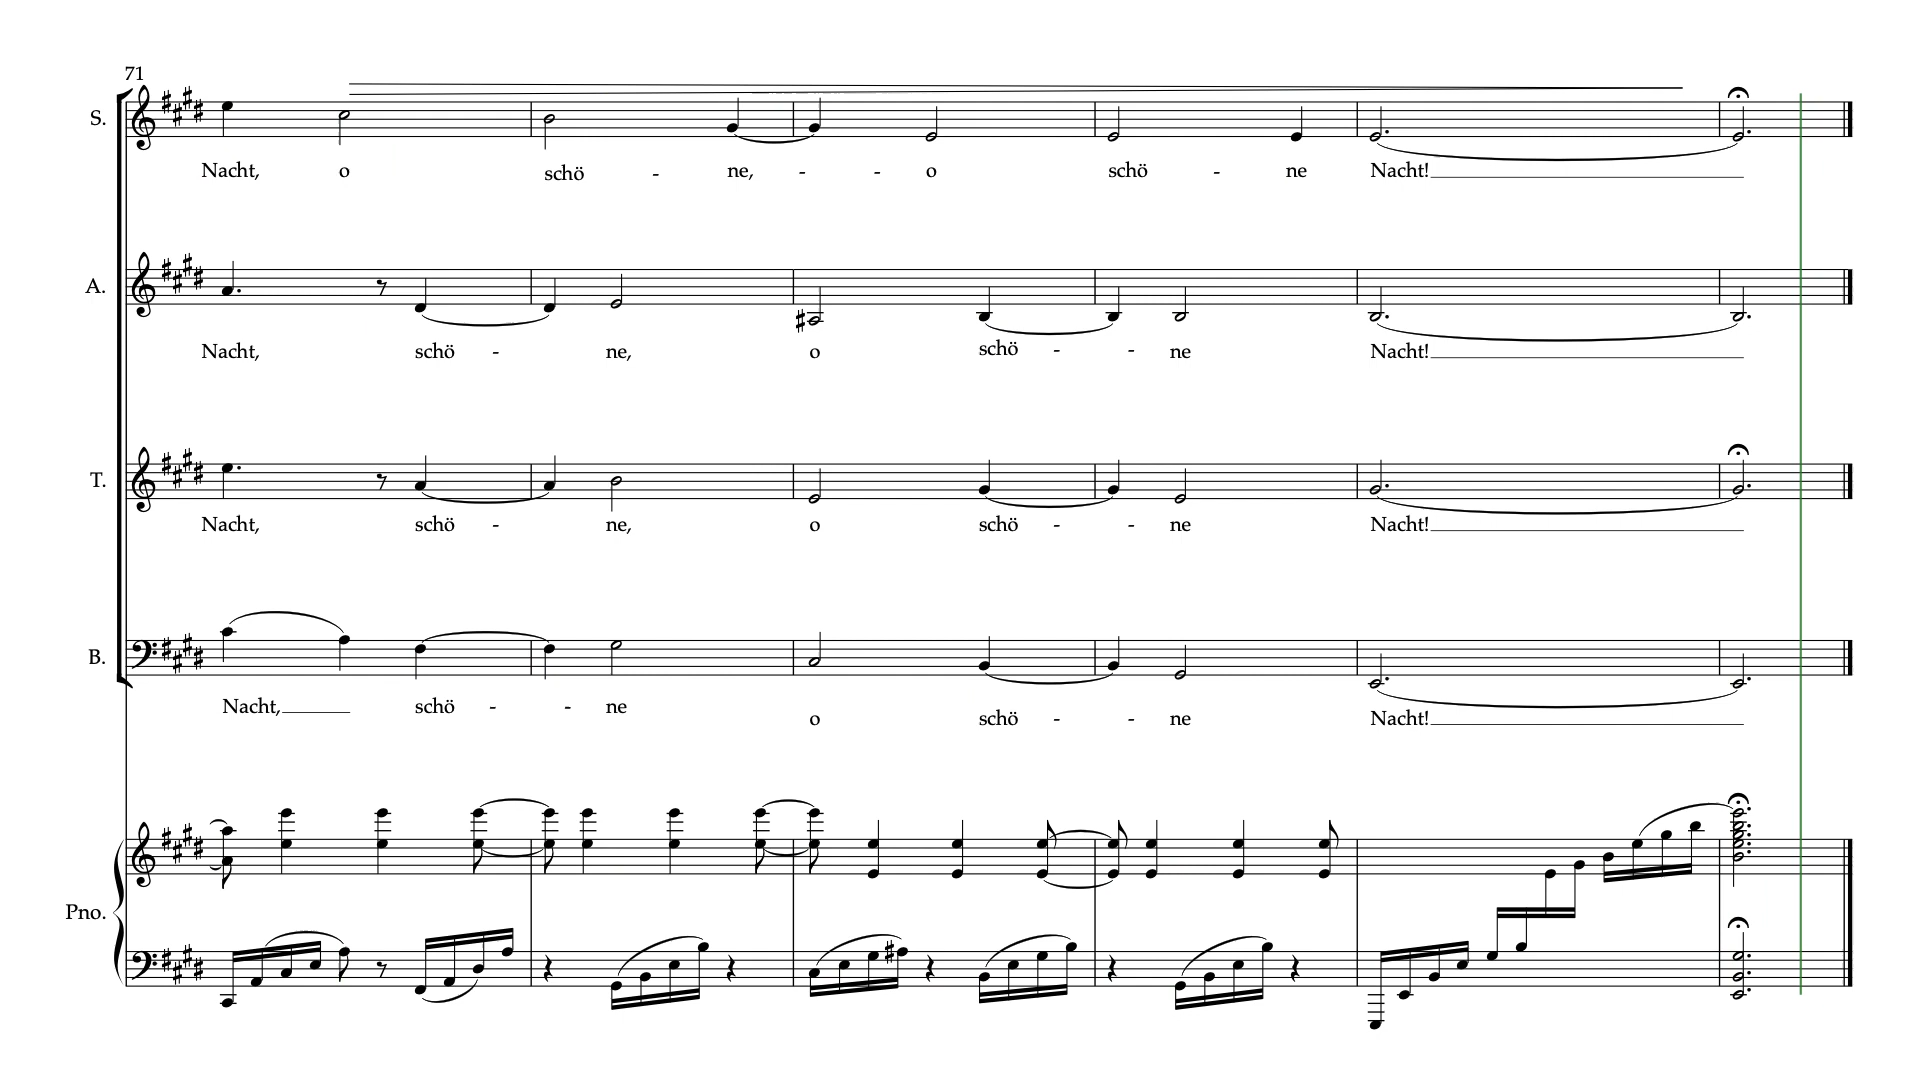 71
S.
Nacht, o schö - ne, - - o schö - ne Nacht!
A.
Nacht, schö - ne, o schö - - ne Nacht!
T.
Nacht, schö - ne, o schö - - ne Nacht!
B.
Nacht, schö - - ne o schö - - ne Nacht!
Pno.